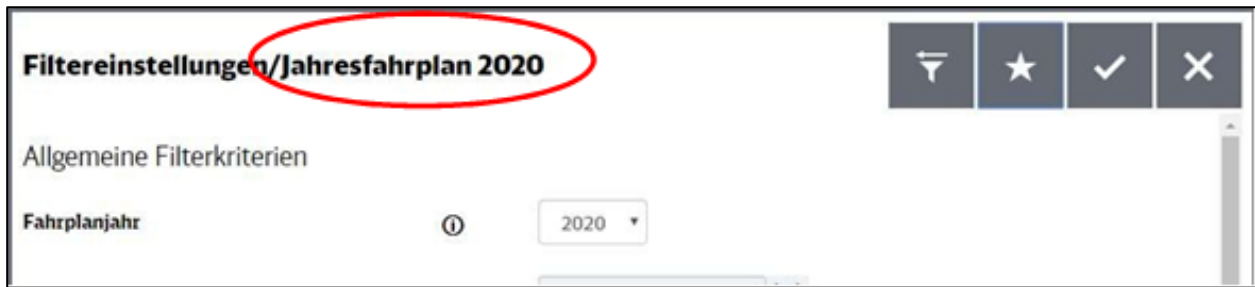 Filtereinstellungen/Jahresfahrplan 2020
Allgemeine Filterkriterien
Fahrplanjahr
2020